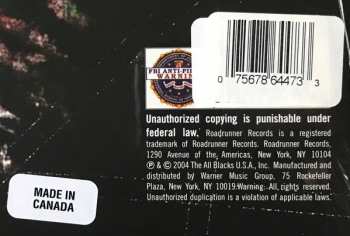 FBI ANTI-PI
WARNIN
0 75678 64473 3
Unauthorized copying is punishable under
federal law. Roadrunner Records is a registered
trademark of Roadrunner Records. Roadrunner Records,
1290 Avenue of the, Americas, New York, NY 10104
℗ & © 2004 The All Blacks U.S.A., Inc. Manufactured and
distributed by Warner Music Group, 75 Rockefeller
Plaza, New York, NY 10019. Warning: All rights reserved.
Unauthorized duplication is a violation of applicable laws.
MADE IN
CANADA